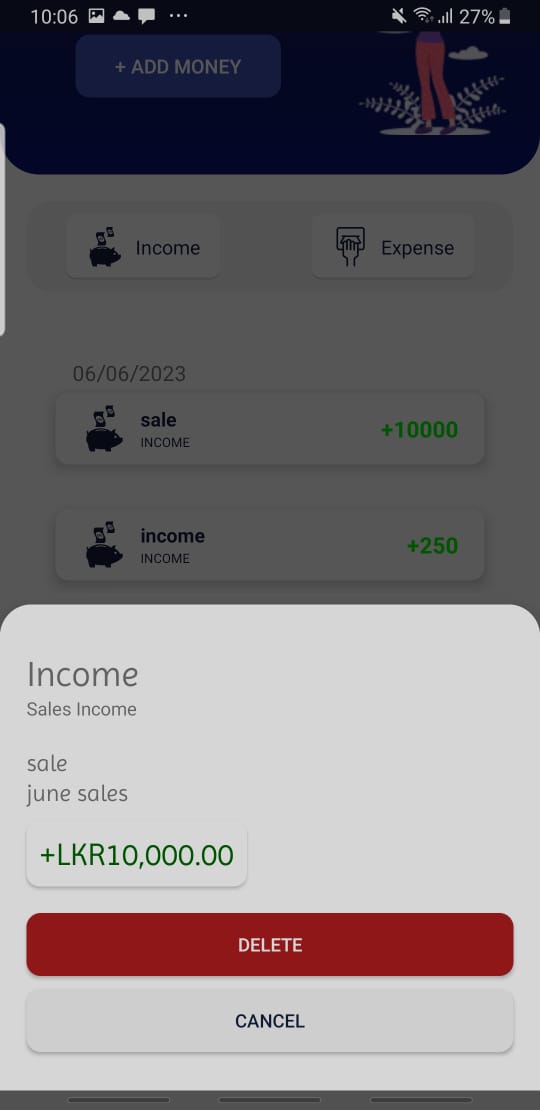 10:06
27%
+ ADD MONEY
Income
Expense
06/06/2023
sale
INCOME
+10000
income
INCOME
+250
Income
Sales Income
sale
june sales
+LKR10,000.00
DELETE
CANCEL